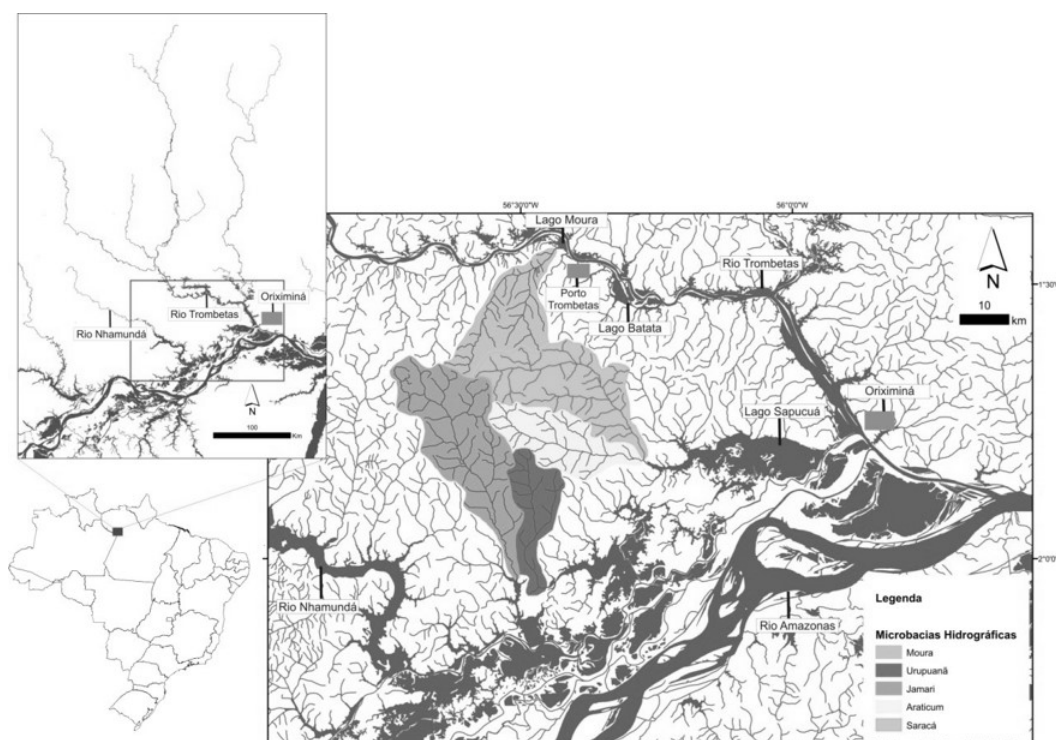 Oriximiná
Rio Trombetas
Rio Nhamundá
N
100
Km
56°30'0"W
56°0'0"W
Lago Moura
Rio Trombetas
Porto
Trombetas
Lago Batata
N
10
km
1°30'
Oriximiná
Lago Sapucuá
2°0'0"
Rio Nhamundá
Rio Amazonas
Legenda
Microbacias Hidrográficas
Moura
Urupuanã
Jamari
Araticum
Saracá